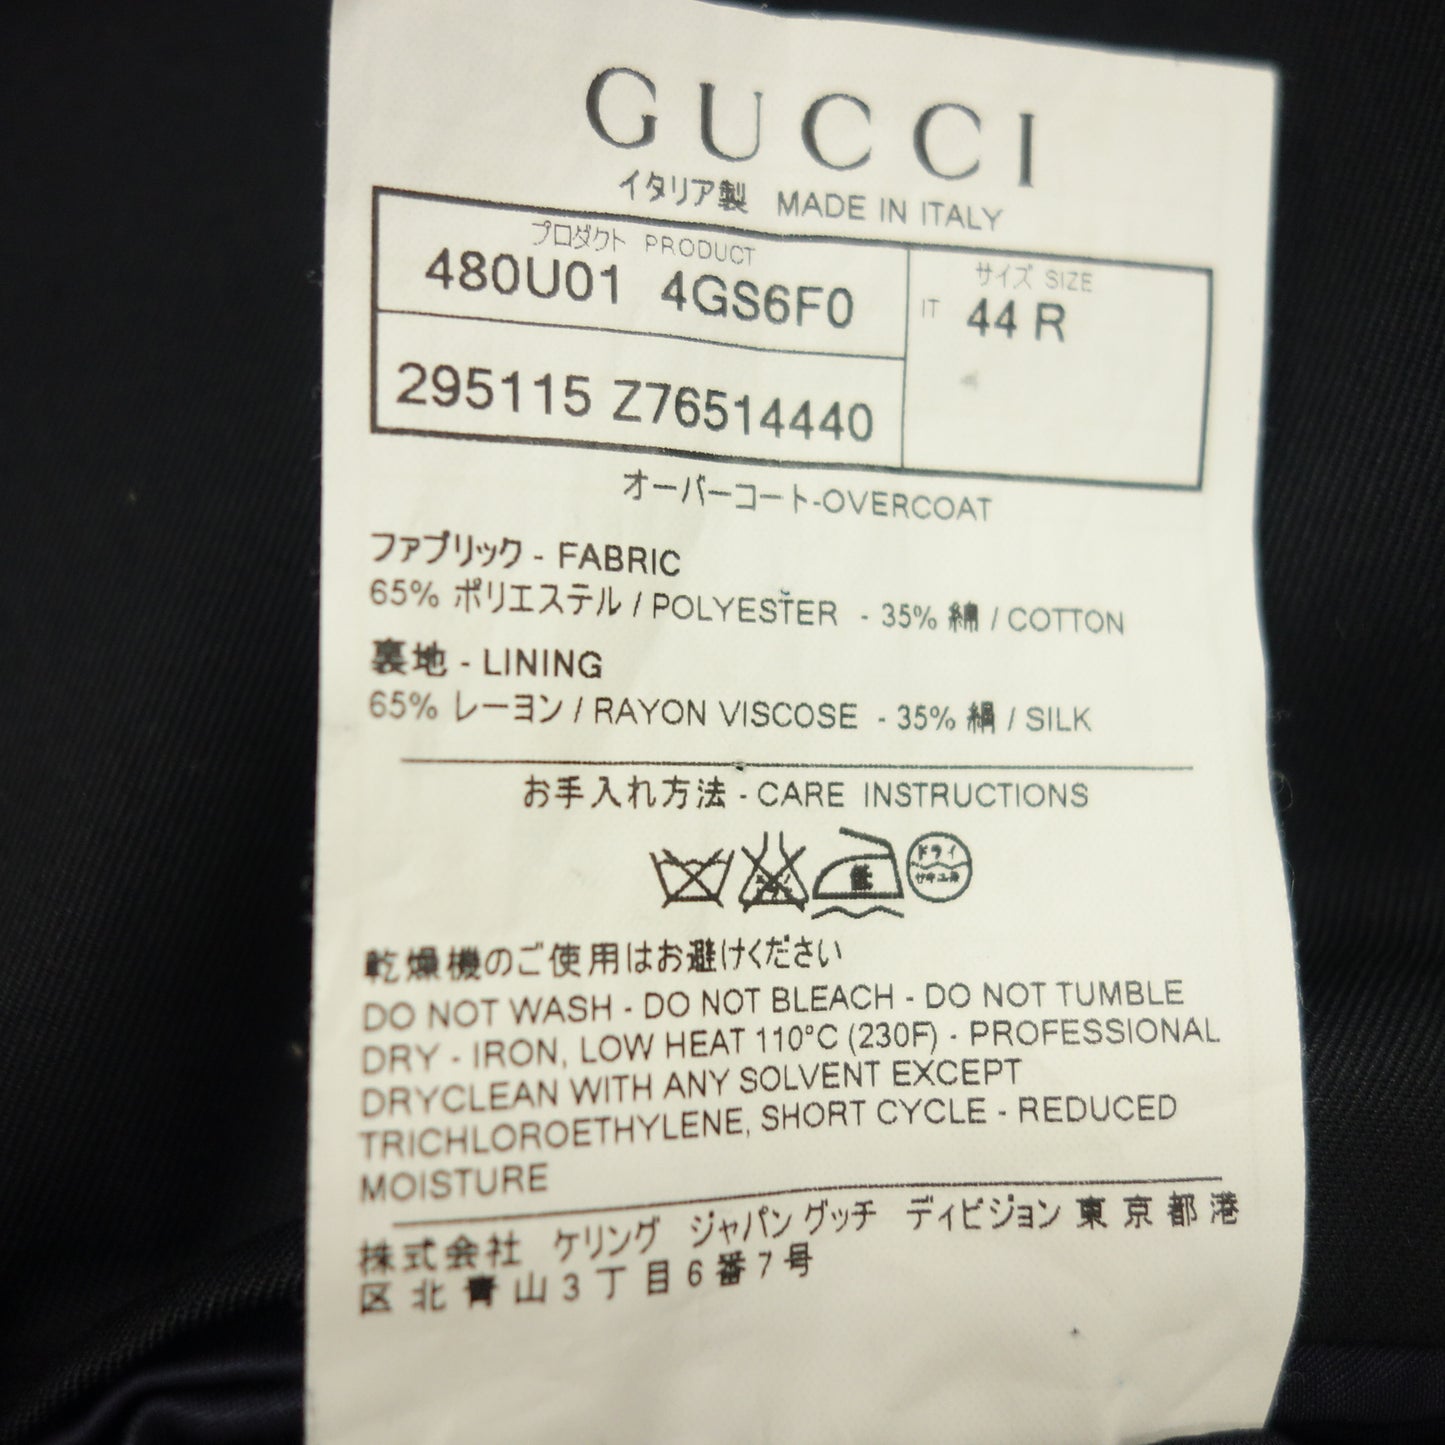 GUCCI
イタリア製 MADE IN ITALY
プロダクト PRODUCT
480U01 4GS6F0
サイズ SIZE
IT 44 R
295115 Z76514440
オーバーコート-OVERCOAT
ファブリック - FABRIC
65% ポリエステル / POLYESTER - 35% 綿 / COTTON
裏地 - LINING
65% レーヨン / RAYON VISCOSE - 35% 絹 / SILK
お手入れ方法 - CARE INSTRUCTIONS
低
ドライ
セキユ系
乾燥機のご使用はお避けください
DO NOT WASH - DO NOT BLEACH - DO NOT TUMBLE
DRY - IRON, LOW HEAT 110°C (230F) - PROFESSIONAL
DRYCLEAN WITH ANY SOLVENT EXCEPT
TRICHLOROETHYLENE, SHORT CYCLE - REDUCED
MOISTURE
株式会社 ケリング ジャパン グッチ ディビジョン 東京都港
区北青山3丁目6番7号